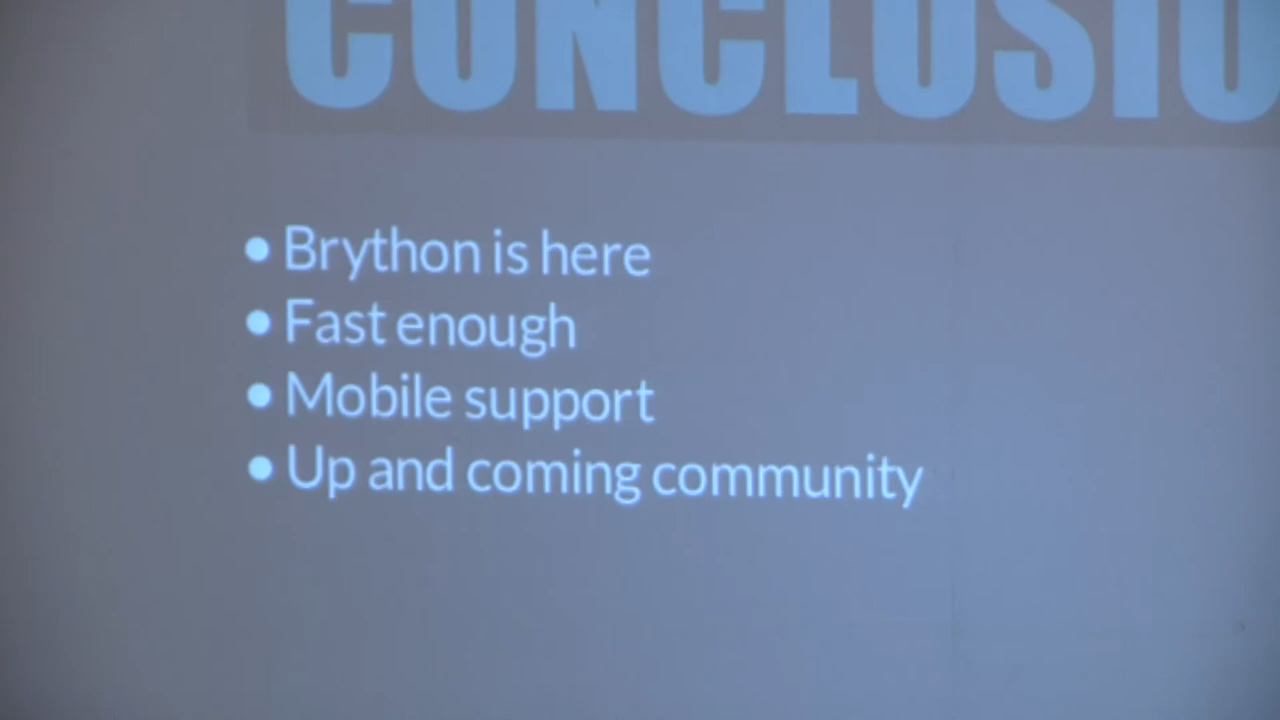 CONCLUSIO
• Brython is here
• Fast enough
• Mobile support
• Up and coming community